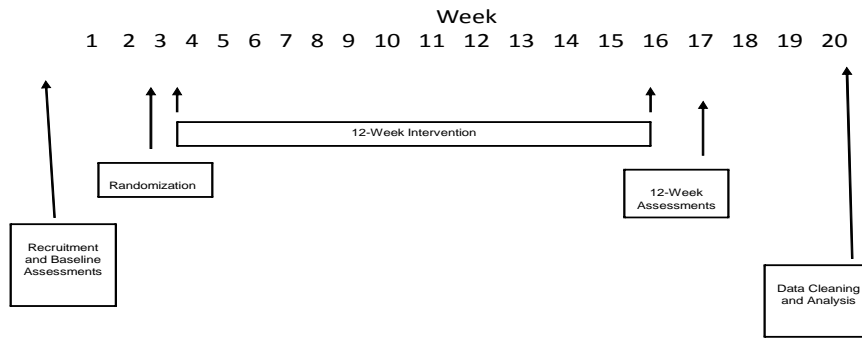 Week
1 2 3 4 5 6 7 8 9 10 11 12 13 14 15 16 17 18 19 20
12-Week Intervention
Randomization
12-Week
Assessments
Recruitment
and Baseline
Assessments
Data Cleaning
and Analysis